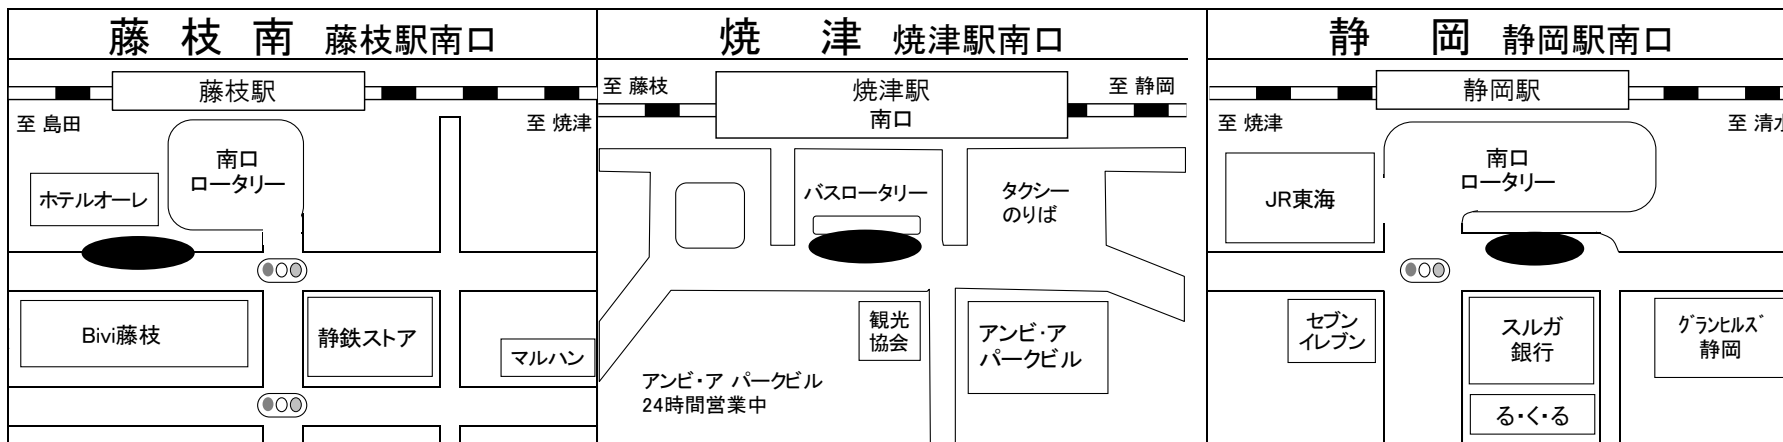 藤 枝 南 藤枝駅南口
藤枝駅
至 島田
至 焼津
南口
ロータリー
ホテルオーレ
Bivi藤枝
静鉄ストア
マルハン
焼 津 焼津駅南口
至 藤枝
焼津駅
南口
至 静岡
バスロータリー
タクシー
のりば
観光
協会
アンビ・ア
パークビル
アンビ・ア パークビル
24時間営業中
静 岡 静岡駅南口
静岡駅
至 焼津
至 清水
南口
ロータリー
JR東海
セブン
イレブン
スルガ
銀行
グランヒルズ
静岡
る・く・る